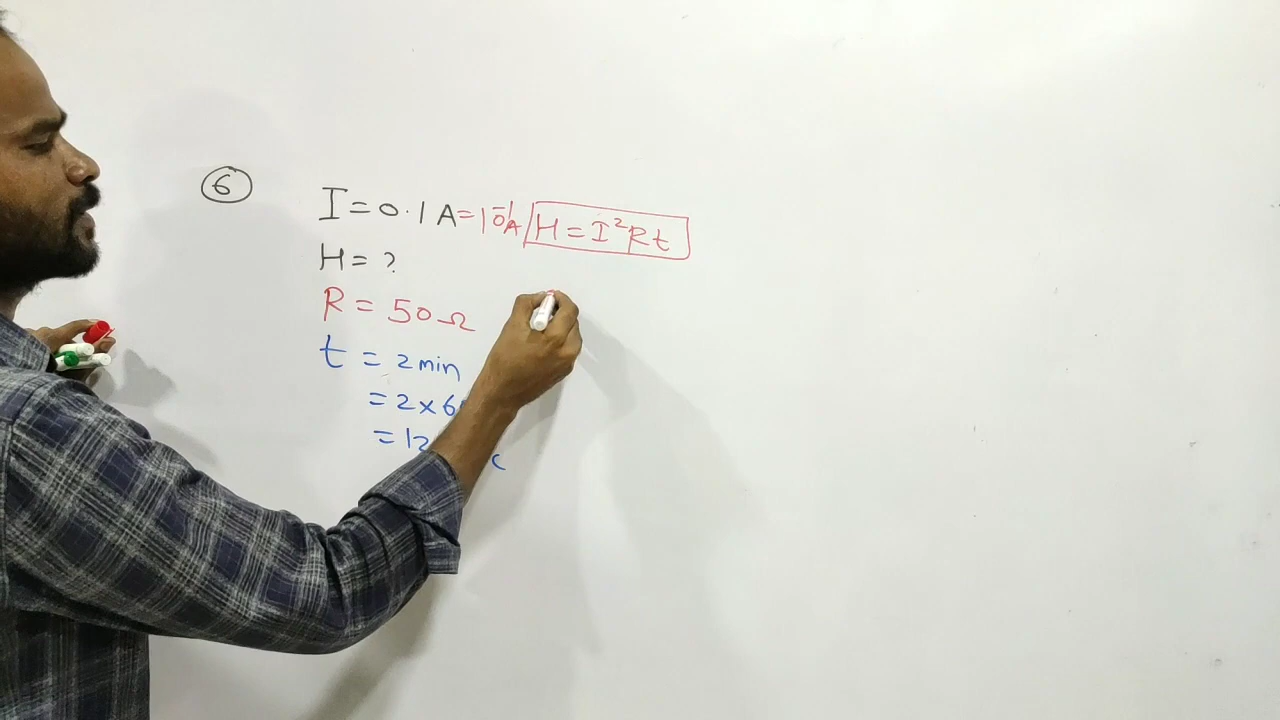 6
I = 0.1 A = 10⁻¹ A
H = I²Rt
H = ?
R = 50 Ω
t = 2 min
= 2 × 6
= 12 c